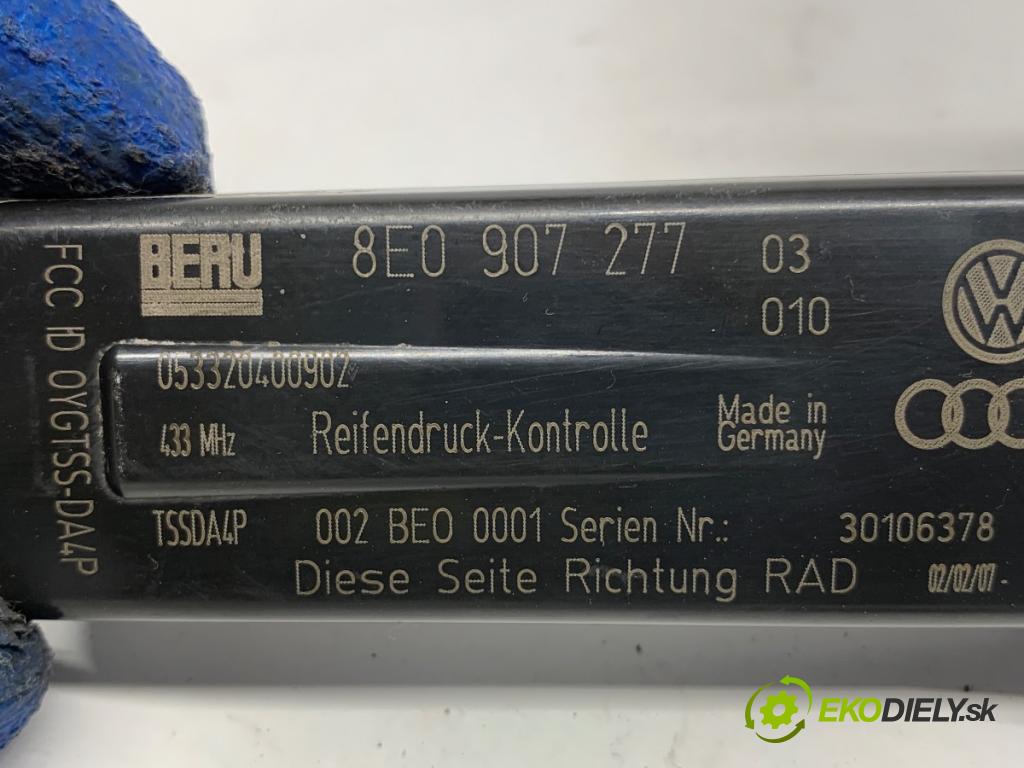 BERU
8E0 907 277 03
010
053320400902
433 MHz
Reifendruck-Kontrolle
Made in
Germany
TSSDA4P
002 BE0 0001 Serien Nr.: 30106378
Diese Seite Richtung RAD
02/02/07-
FCC ID OYGTSS-DA4P
EKODIELY.sk